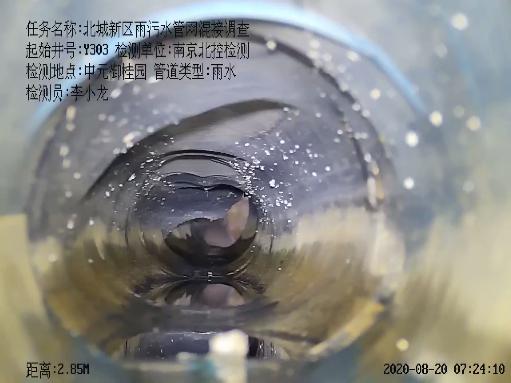 任务名称:北城新区雨污水管网混接调查
起始井号:Y303 检测单位:南京北控检测
检测地点:中元御桂园 管道类型:雨水
检测员:李小龙
距离:2.85M
2020-08-20 07:24:10